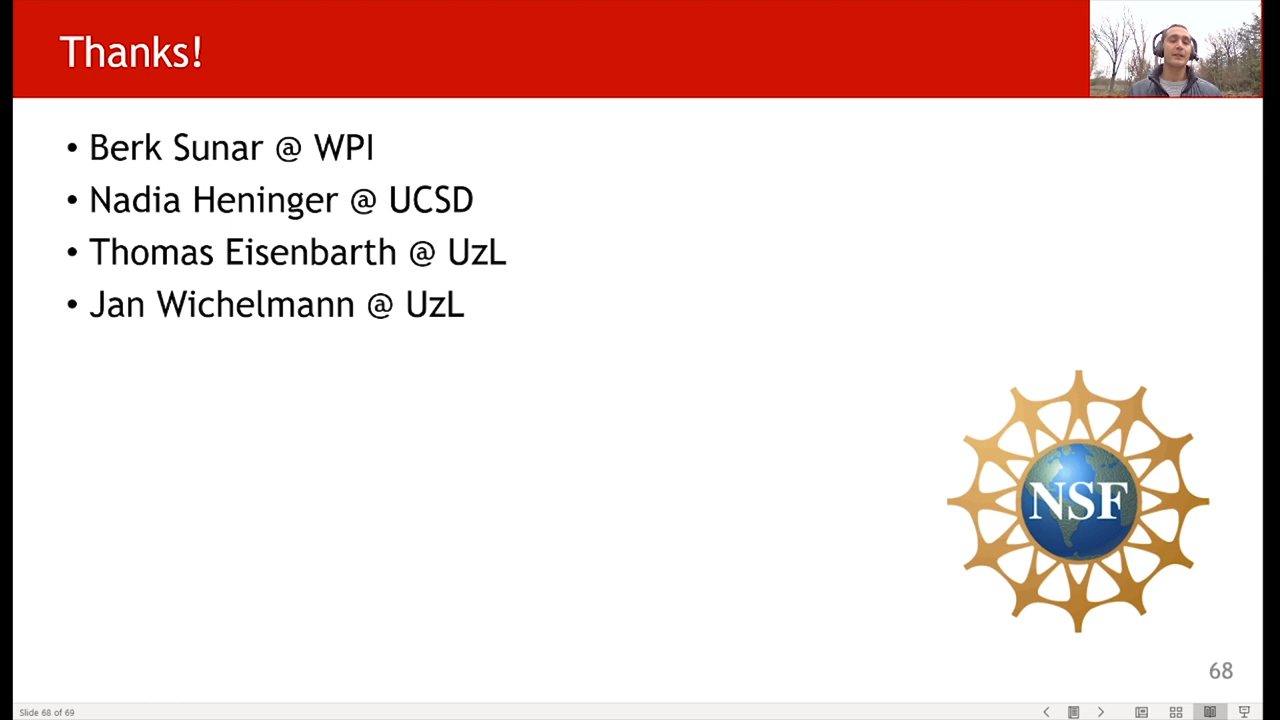 Thanks!
• Berk Sunar @ WPI
• Nadia Heninger @ UCSD
• Thomas Eisenbarth @ UzL
• Jan Wichelmann @ UzL
NSF
68
Slide 68 of 69